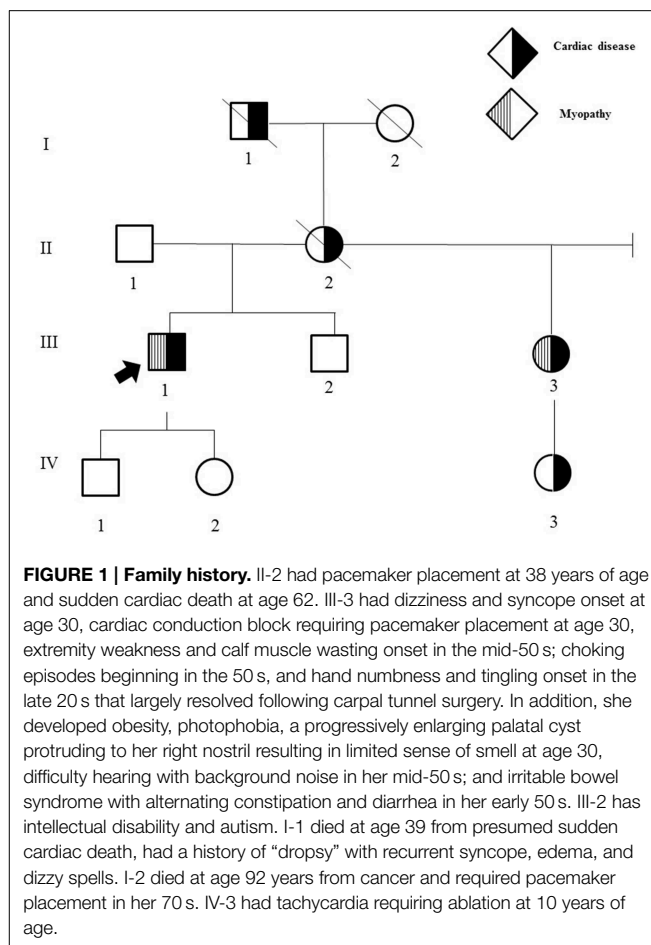 Cardiac disease
Myopathy
I
1
2
II
1
2
III
1
2
3
IV
1
2
3
FIGURE 1 | Family history. II-2 had pacemaker placement at 38 years of age
and sudden cardiac death at age 62. III-3 had dizziness and syncope onset at
age 30, cardiac conduction block requiring pacemaker placement at age 30,
extremity weakness and calf muscle wasting onset in the mid-50 s; choking
episodes beginning in the 50 s, and hand numbness and tingling onset in the
late 20 s that largely resolved following carpal tunnel surgery. In addition, she
developed obesity, photophobia, a progressively enlarging palatal cyst
protruding to her right nostril resulting in limited sense of smell at age 30,
difficulty hearing with background noise in her mid-50 s; and irritable bowel
syndrome with alternating constipation and diarrhea in her early 50 s. III-2 has
intellectual disability and autism. I-1 died at age 39 from presumed sudden
cardiac death, had a history of “dropsy” with recurrent syncope, edema, and
dizzy spells. I-2 died at age 92 years from cancer and required pacemaker
placement in her 70 s. IV-3 had tachycardia requiring ablation at 10 years of
age.